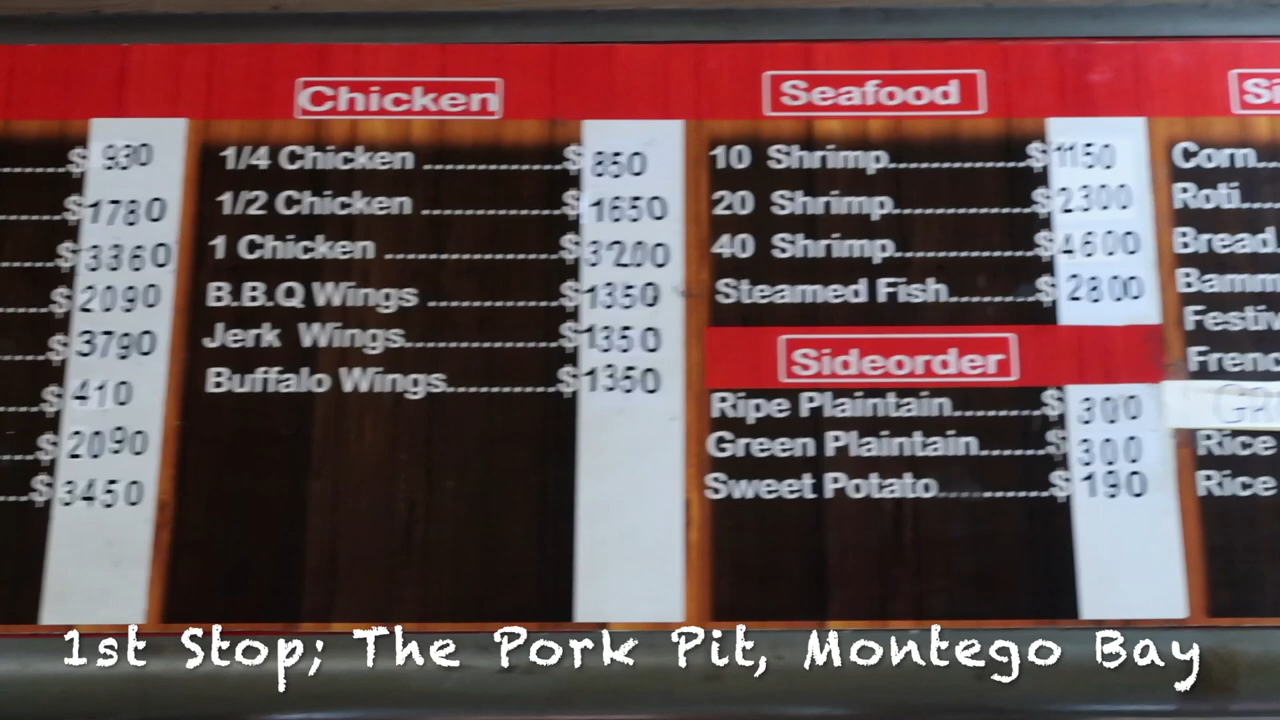 $ 930
$1780
$3360
$2090
$3790
$410
$2090
$3450
Chicken
1/4 Chicken ................$ 850
1/2 Chicken ................$ 1650
1 Chicken ....................$3200
B.B.Q Wings ...............$1350
Jerk Wings..................$1350
Buffalo Wings.............$1350
Seafood
10 Shrimp................$1150
20 Shrimp................$2300
40 Shrimp................$4600
Steamed Fish..........$ 2800
Sideorder
Ripe Plaintain..........$ 300
Green Plaintain........$ 300
Sweet Potato............$ 190
Corn...
Roti....
Bread
Rice
Rice
1st Stop; The Pork Pit, Montego Bay